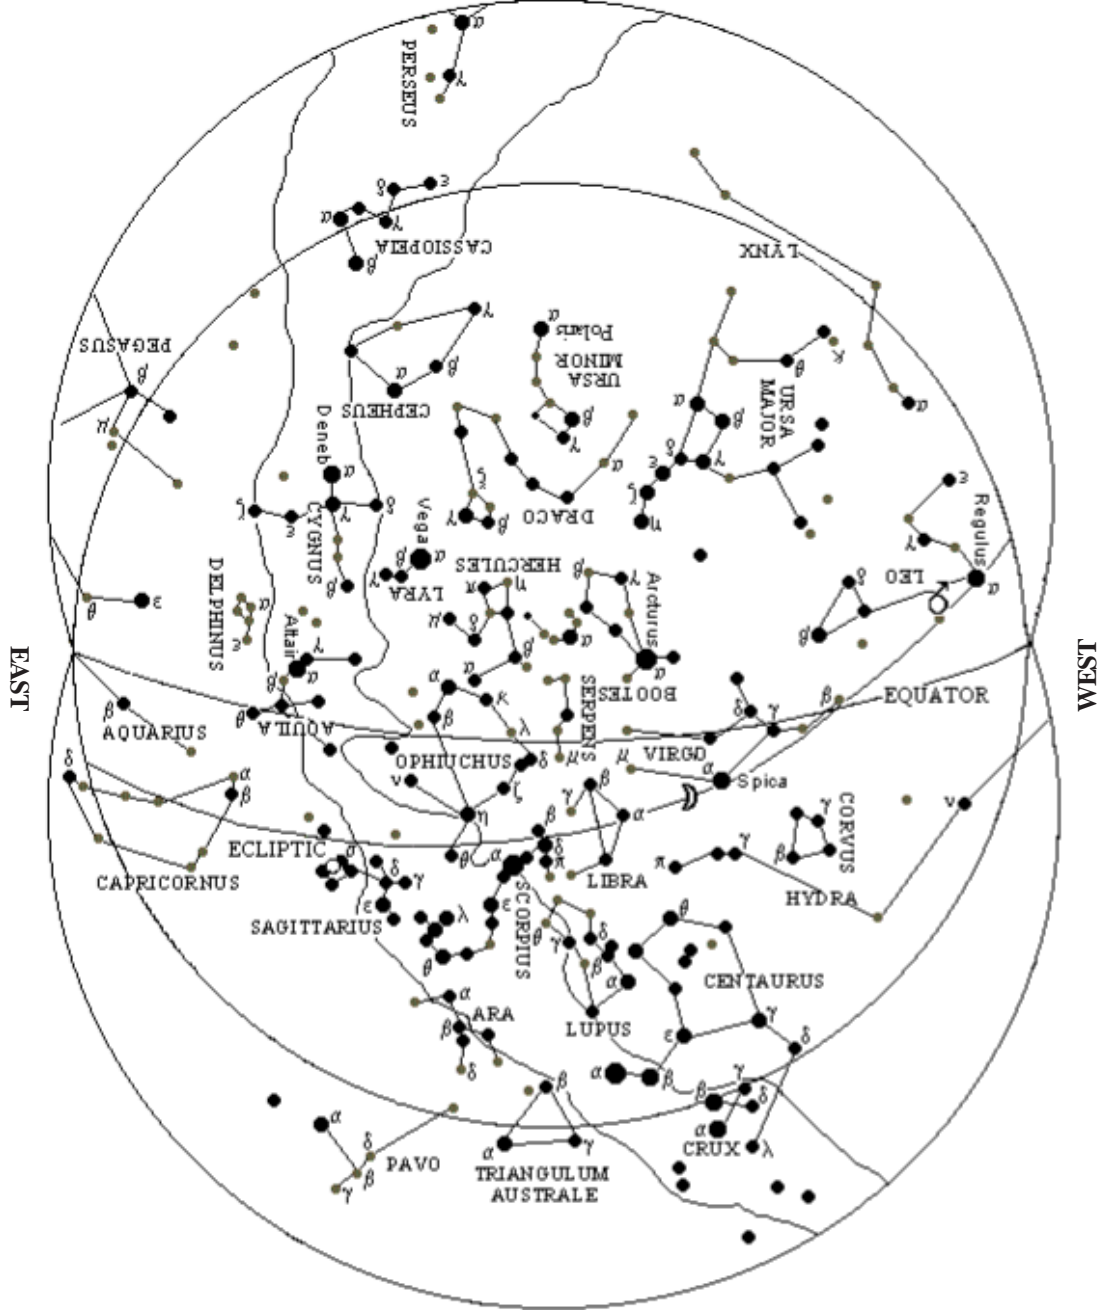 α
PERSEUS
γ
δ
ε
α
γ
β
CASSIOPEIA
LYNX
PEGASUS
β
μ
γ
α
β
CEPHEUS
α
Polaris
URSA
MINOR
β
γ
κ
θ
URSA
MAJOR
α
β
α
δ
γ
ε
ζ
η
Deneb
α
ζ
ε
γ
δ
CYGNUS
β
ξ
γ
β
DRACO
α
ε
Regulus
γ
LEO
α
δ
β
Vega
α
β
γ
LYRA
HERCULES
π
η
μ
δ
β
α
α
β
γ
Arcturus
α
BOOTES
θ
ε
DELPHINUS
α
ε
Altair
γ
α
β
θ
AQUILA
EAST
WEST
β
AQUARIUS
α
κ
β
λ
OPHIUCHUS
δ
ν
ζ
η
θ
SERPENS
μ
μ
VIRGO
δ
γ
β
EQUATOR
α
Spica
δ
α
β
CAPRICORNUS
ECLIPTIC
β
γ
α
LIBRA
γ
β
CORVUS
ν
π
γ
HYDRA
σ
δ
γ
ε
SAGITTARIUS
β
δ
π
α
SCORPIUS
ε
λ
θ
θ
γ
δ
β
α
LUPUS
θ
CENTAURUS
γ
ε
δ
α
β
α
ARA
β
δ
γ
β
δ
α
CRUX
λ
β
α
γ
TRIANGULUM
AUSTRALE
α
δ
PAVO
β
γ